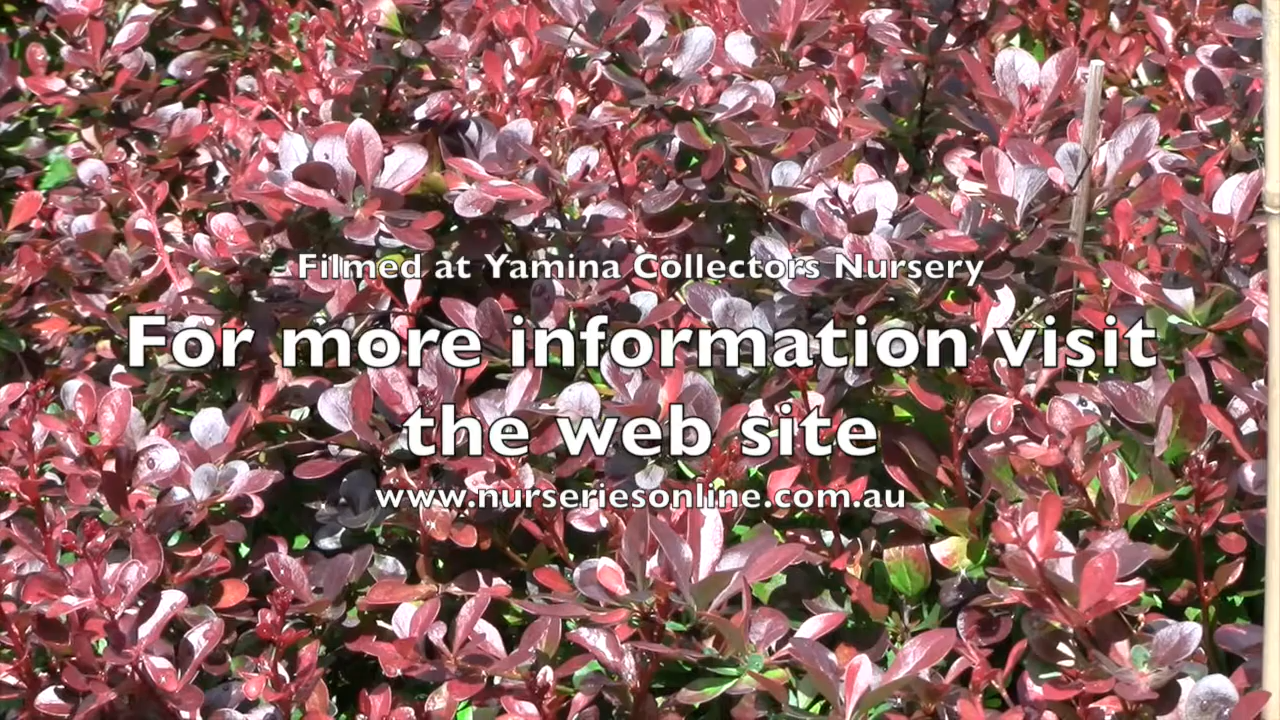 Filmed at Yamina Collectors Nursery
For more information visit
the web site
www.nurseriesonline.com.au